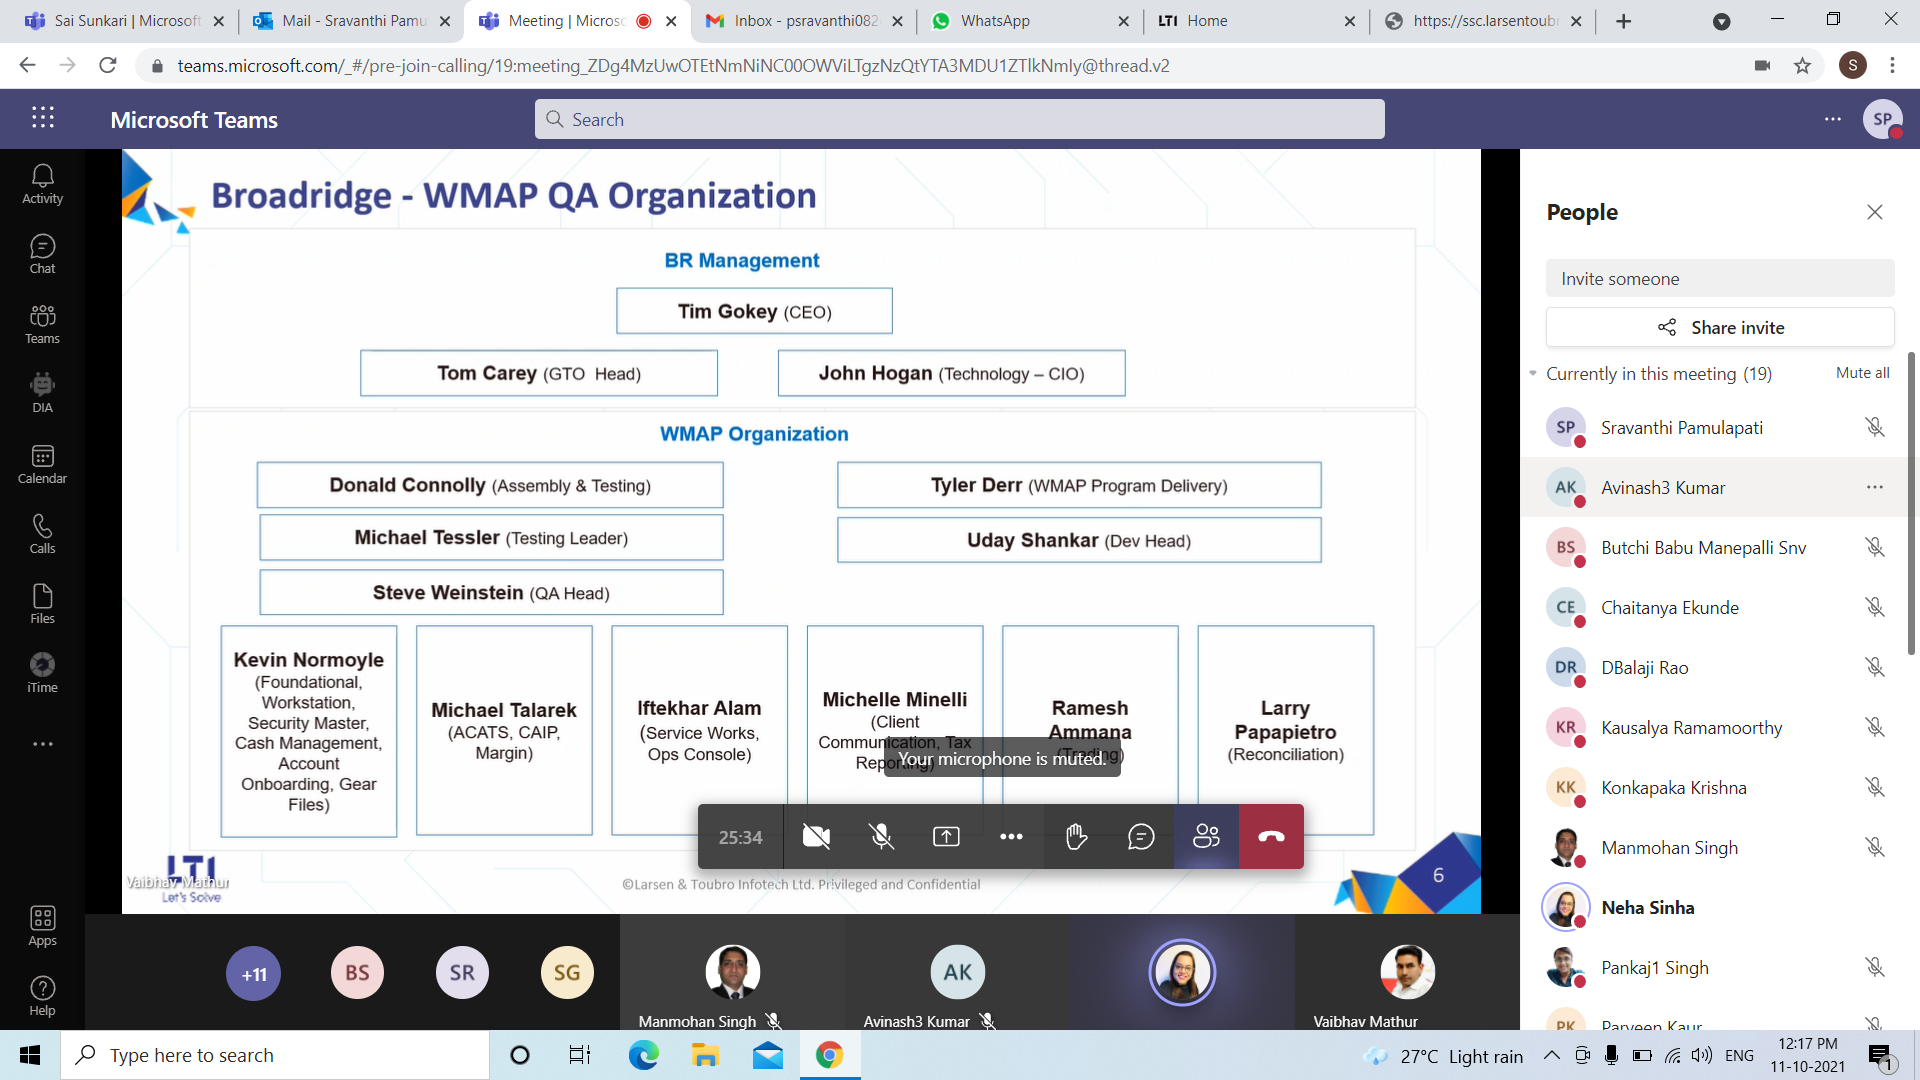 Sai Sunkari | Microsoft
Mail - Sravanthi Pamu
Meeting | Microso
Inbox - psravanthi082
WhatsApp
LTI Home
https://ssc.larsentoub
teams.microsoft.com/_#/pre-join-calling/19:meeting_ZDg4MzUwOTEtNmNiNC00OWViLTgzNzQtYTA3MDU1ZTlkNmIy@thread.v2
S
Microsoft Teams
Search
SP
Activity
Chat
Teams
DIA
Calendar
Calls
Files
iTime
Apps
Help
Broadridge - WMAP QA Organization
BR Management
Tim Gokey (CEO)
Tom Carey (GTO Head)
John Hogan (Technology – CIO)
WMAP Organization
Donald Connolly (Assembly & Testing)
Tyler Derr (WMAP Program Delivery)
Michael Tessler (Testing Leader)
Uday Shankar (Dev Head)
Steve Weinstein (QA Head)
Kevin Normoyle
(Foundational,
Workstation,
Security Master,
Cash Management,
Account
Onboarding, Gear
Files)
Michael Talarek
(ACATS, CAIP,
Margin)
Iftekhar Alam
(Service Works,
Ops Console)
Michelle Minelli
(Client
Communication, Tax
Reporting)
Ramesh
Ammana
(Trading)
Larry
Papapietro
(Reconciliation)
Your microphone is muted.
25:34
LTI
Let's Solve
Vaibhav Mathur
©Larsen & Toubro Infotech Ltd. Privileged and Confidential
6
+11
BS
SR
SG
Manmohan Singh
AK
Avinash3 Kumar
Vaibhav Mathur
People
Invite someone
Share invite
Currently in this meeting (19)
Mute all
SP Sravanthi Pamulapati
AK Avinash3 Kumar
BS Butchi Babu Manepalli Snv
CE Chaitanya Ekunde
DR DBalaji Rao
KR Kausalya Ramamoorthy
KK Konkapaka Krishna
Manmohan Singh
Neha Sinha
Pankaj1 Singh
PK Parveen Kaur
Type here to search
27°C Light rain
ENG
12:17 PM
11-10-2021
1